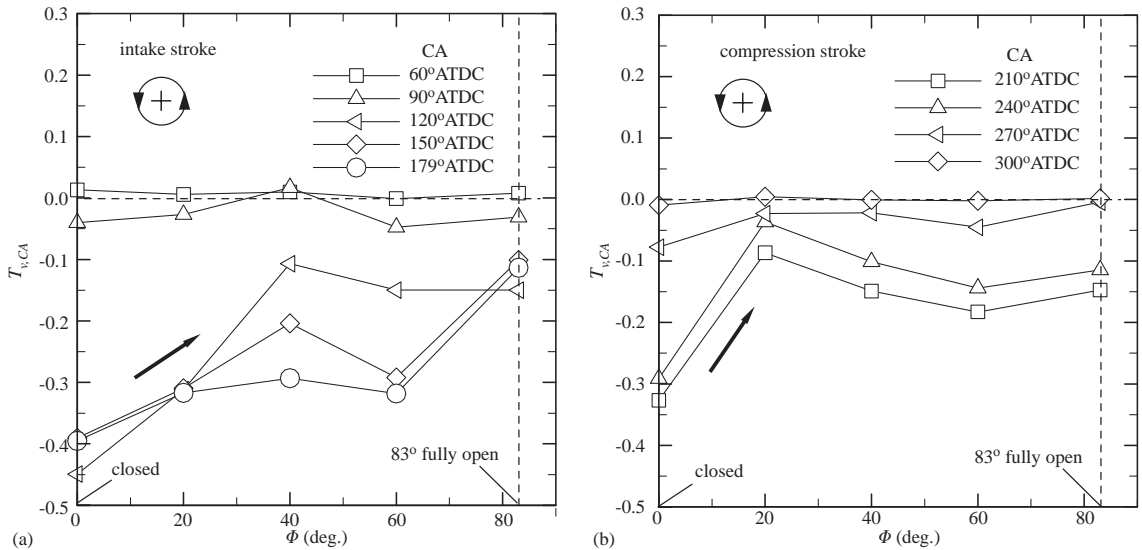 0.3
0.2
0.1
0.0
-0.1
-0.2
-0.3
-0.4
-0.5
T_{v,CA}
intake stroke
CA
60°ATDC
90°ATDC
120°ATDC
150°ATDC
179°ATDC
83° fully open
closed
0 20 40 60 80
Φ (deg.)
(a)
0.3
0.2
0.1
0.0
-0.1
-0.2
-0.3
-0.4
-0.5
T_{v,CA}
compression stroke
CA
210°ATDC
240°ATDC
270°ATDC
300°ATDC
83° fully open
closed
0 20 40 60 80
Φ (deg.)
(b)